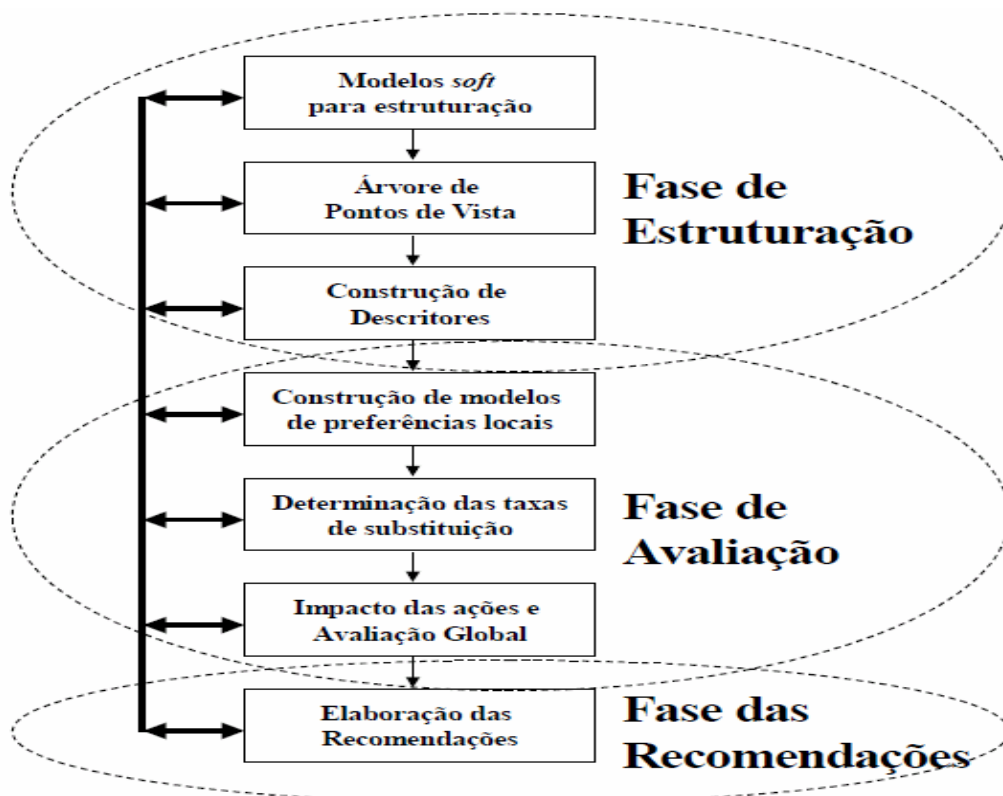 Modelos soft
para estruturação
Árvore de
Pontos de Vista
Fase de
Estruturação
Construção de
Descritores
Construção de modelos
de preferências locais
Determinação das taxas
de substituição
Fase de
Avaliação
Impacto das ações e
Avaliação Global
Elaboração das
Recomendações
Fase das
Recomendações